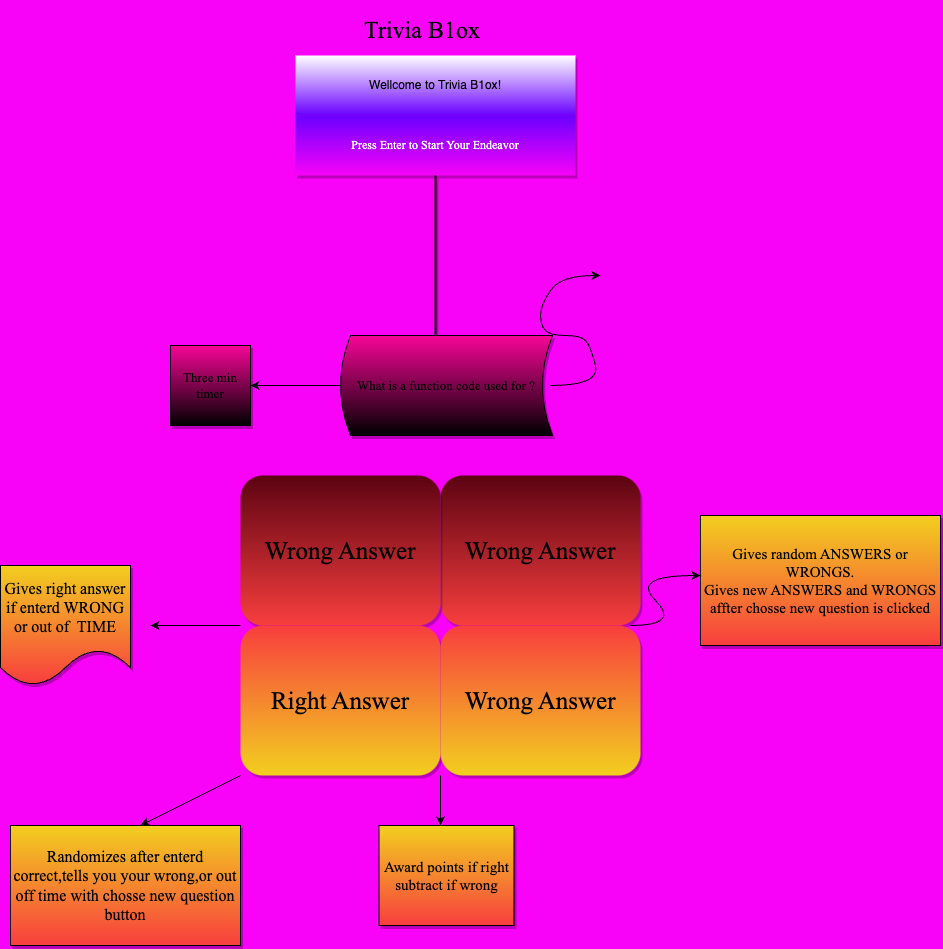 Trivia B1ox
Wellcome to Trivia B1ox!
Press Enter to Start Your Endeavor
Three min
timer
What is a function code used for ?
Wrong Answer
Wrong Answer
Gives random ANSWERS or
WRONGS.
Gives new ANSWERS and WRONGS
affter chosse new question is clicked
Gives right answer
if enterd WRONG
or out of  TIME
Right Answer
Wrong Answer
Randomizes after enterd
correct,tells you your wrong,or out
off time with chosse new question
button
Award points if right
subtract if wrong